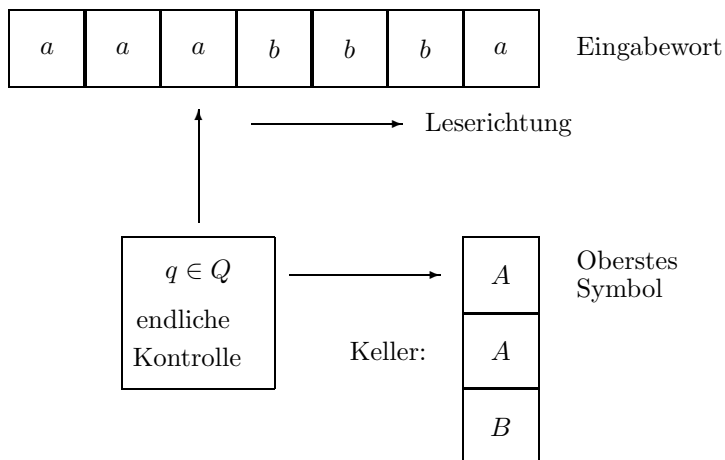 a a a b b b a Eingabewort
Leserichtung
q ∈ Q
endliche
Kontrolle
Keller:
A
A
B
Oberstes
Symbol